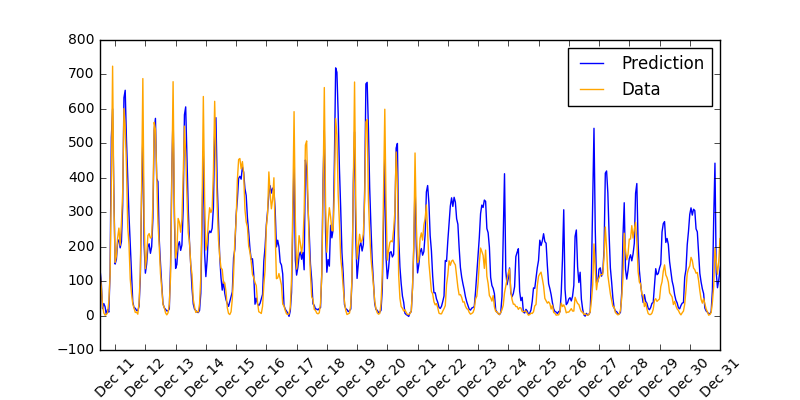 800
700
600
500
400
300
200
100
0
−100
Prediction
Data
Dec 11
Dec 12
Dec 13
Dec 14
Dec 15
Dec 16
Dec 17
Dec 18
Dec 19
Dec 20
Dec 21
Dec 22
Dec 23
Dec 24
Dec 25
Dec 26
Dec 27
Dec 28
Dec 29
Dec 30
Dec 31